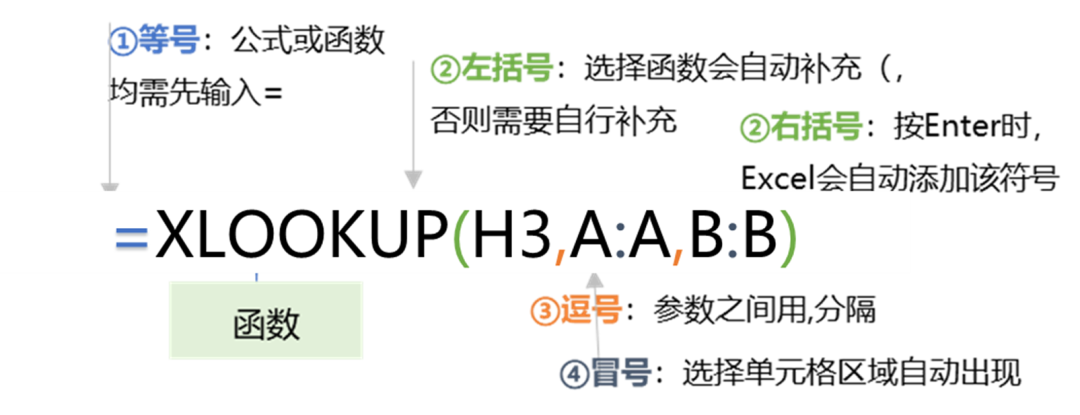 ①等号：公式或函数
均需先输入=
②左括号：选择函数会自动补充（,
否则需要自行补充
②右括号：按Enter时，
Excel会自动添加该符号
=XLOOKUP(H3,A:A,B:B)
函数
③逗号：参数之间用,分隔
④冒号：选择单元格区域自动出现